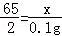 65/2 = x/0.1g